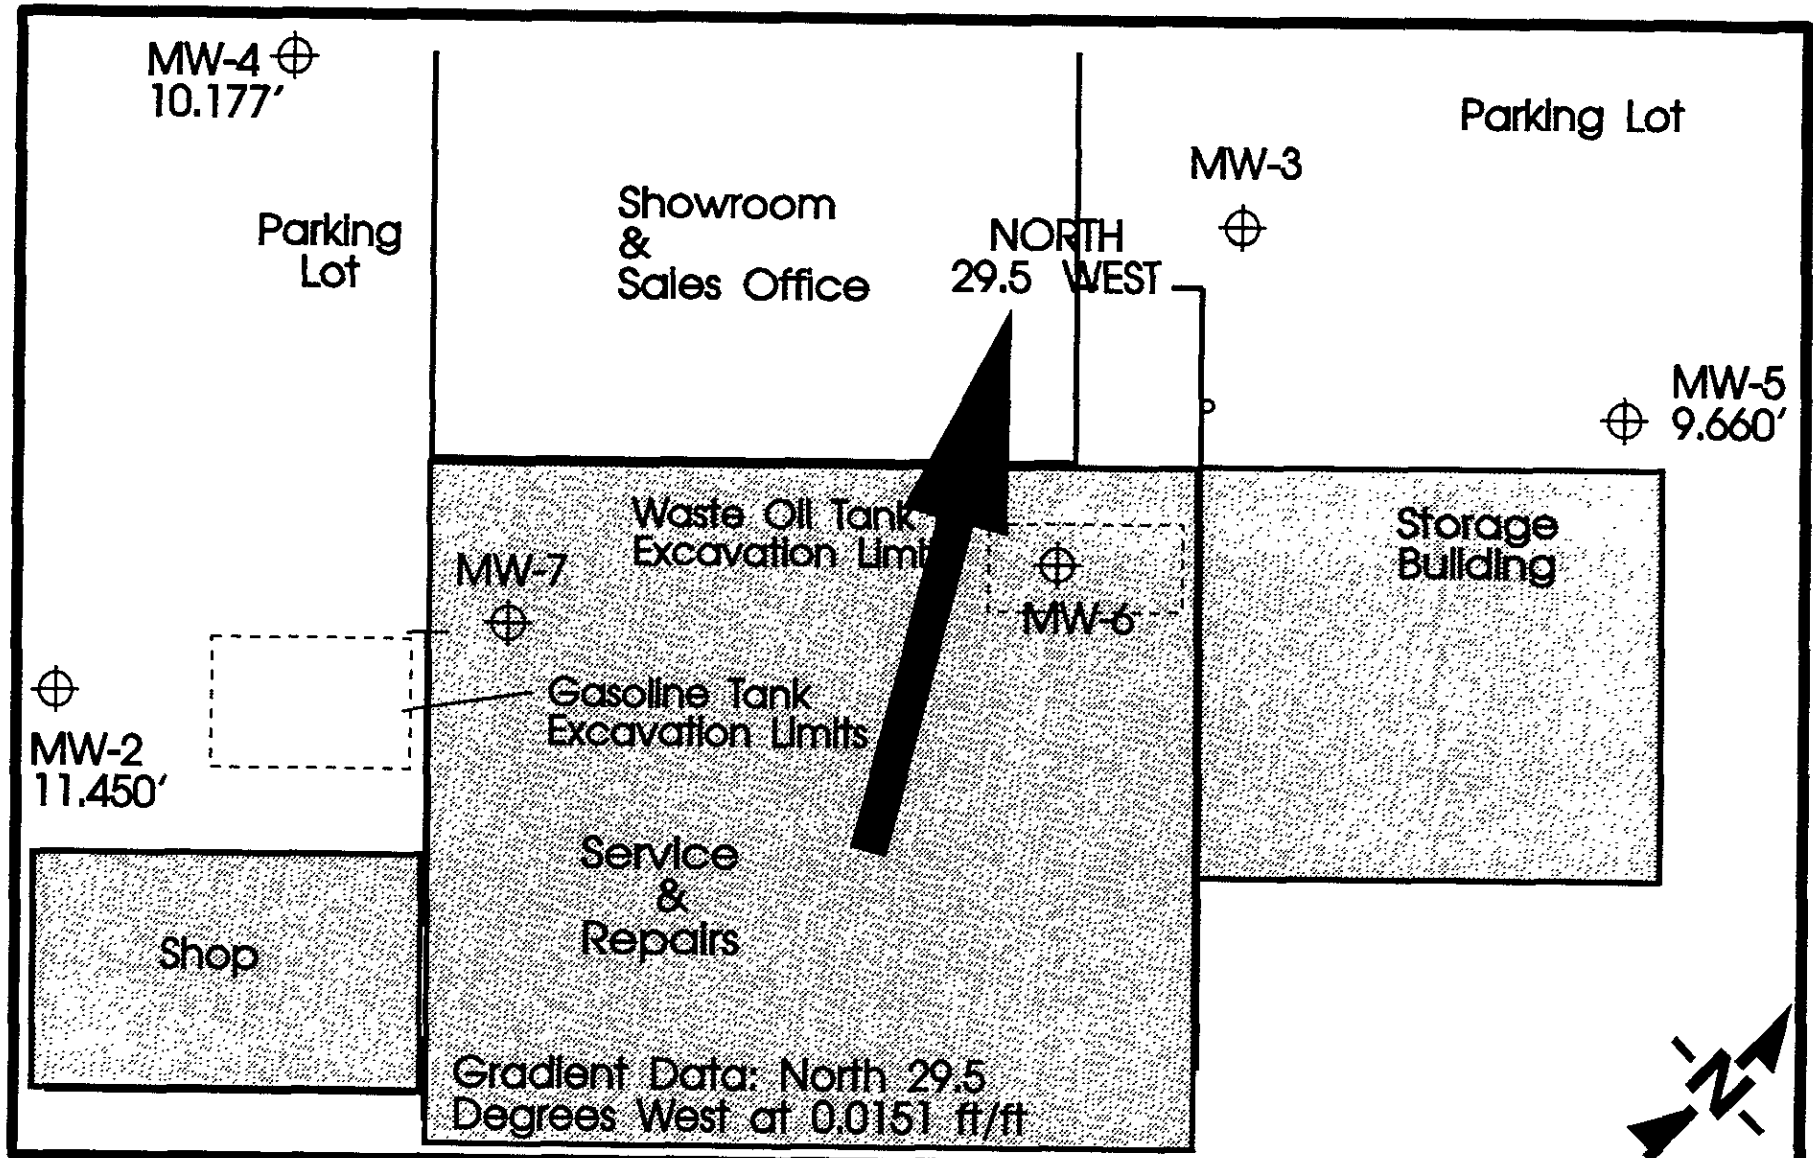 MW-4
10.177′
Parking Lot
MW-3
Showroom
&
Sales Office
Parking
Lot
NORTH
29.5 WEST
MW-5
9.660′
Waste Oil Tank
Excavation Limit
Storage
Building
MW-7
MW-6
Gasoline Tank
Excavation Limits
MW-2
11.450′
Service
&
Repairs
Shop
Gradient Data: North 29.5
Degrees West at 0.0151 ft/ft
N